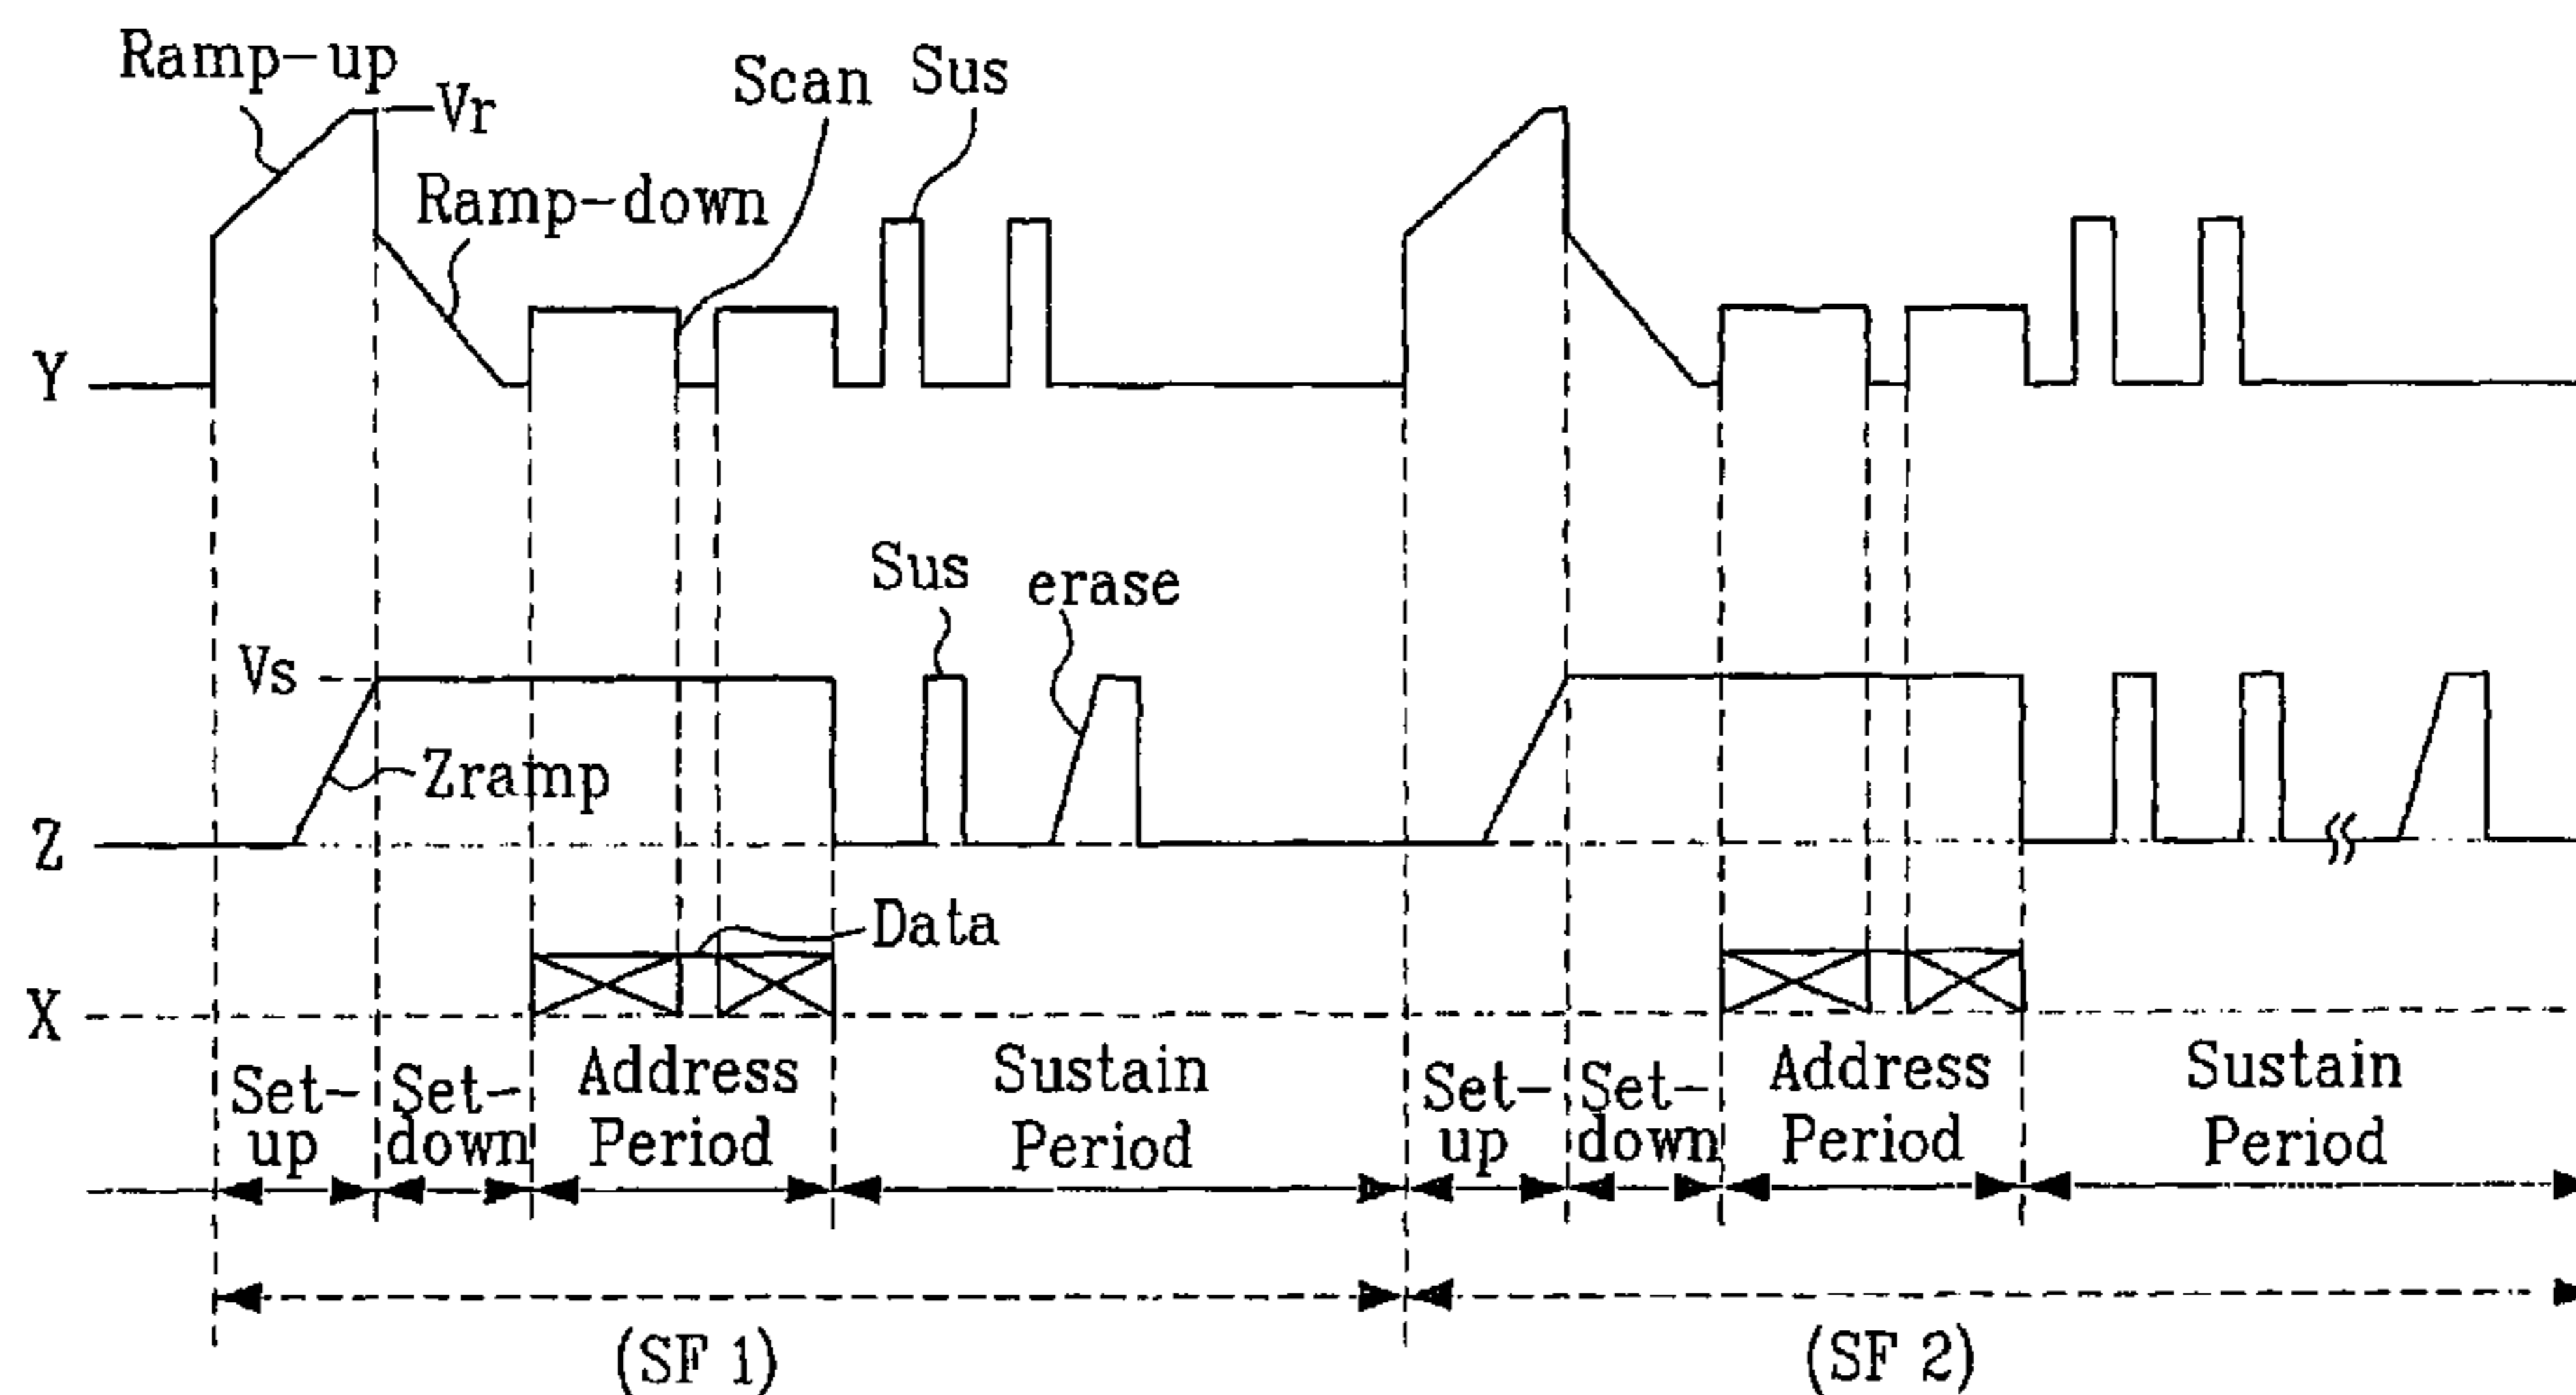 Ramp-up
Vr
Scan
Sus
Ramp-down
Y
Sus
erase
Vs
Zramp
Z
Data
X
Set-
up
Set-
down
Address
Period
Sustain
Period
Set-
up
Set-
down
Address
Period
Sustain
Period
(SF 1)
(SF 2)